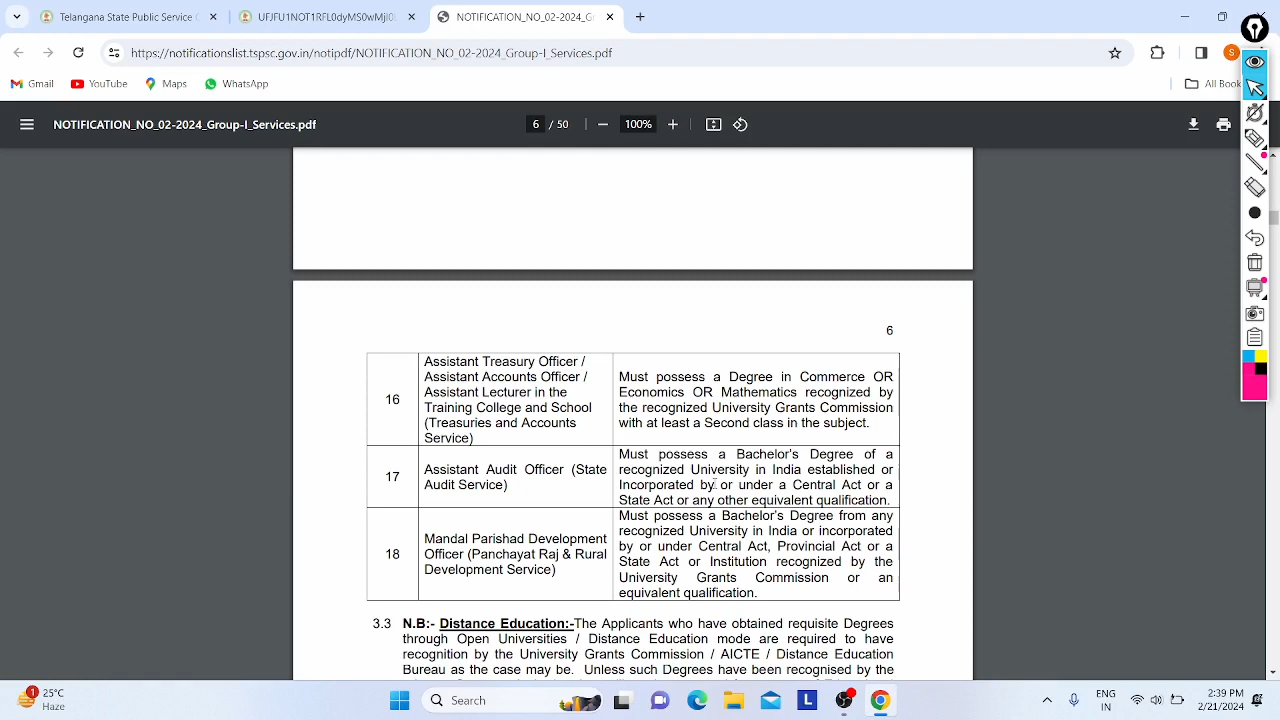 Telangana State Public Service C
UFJFU1NOT1RFL0dyMS0wMjI0
NOTIFICATION_NO_02-2024_G
https://notificationslist.tspsc.gov.in/notipdf/NOTIFICATION_NO_02-2024_Group-I_Services.pdf
S
Gmail
YouTube
Maps
WhatsApp
All Book
NOTIFICATION_NO_02-2024_Group-I_Services.pdf
6 / 50
100%
6
16
Assistant Treasury Officer /
Assistant Accounts Officer /
Assistant Lecturer in the
Training College and School
(Treasuries and Accounts
Service)
Must possess a Degree in Commerce OR
Economics OR Mathematics recognized by
the recognized University Grants Commission
with at least a Second class in the subject.
17
Assistant Audit Officer (State
Audit Service)
Must possess a Bachelor's Degree of a
recognized University in India established or
Incorporated by or under a Central Act or a
State Act or any other equivalent qualification.
18
Mandal Parishad Development
Officer (Panchayat Raj & Rural
Development Service)
Must possess a Bachelor's Degree from any
recognized University in India or incorporated
by or under Central Act, Provincial Act or a
State Act or Institution recognized by the
University Grants Commission or an
equivalent qualification.
3.3 N.B:- Distance Education:-The Applicants who have obtained requisite Degrees
through Open Universities / Distance Education mode are required to have
recognition by the University Grants Commission / AICTE / Distance Education
Bureau as the case may be. Unless such Degrees have been recognised by the
1
25°C
Haze
Search
L
ENG
IN
2:39 PM
2/21/2024